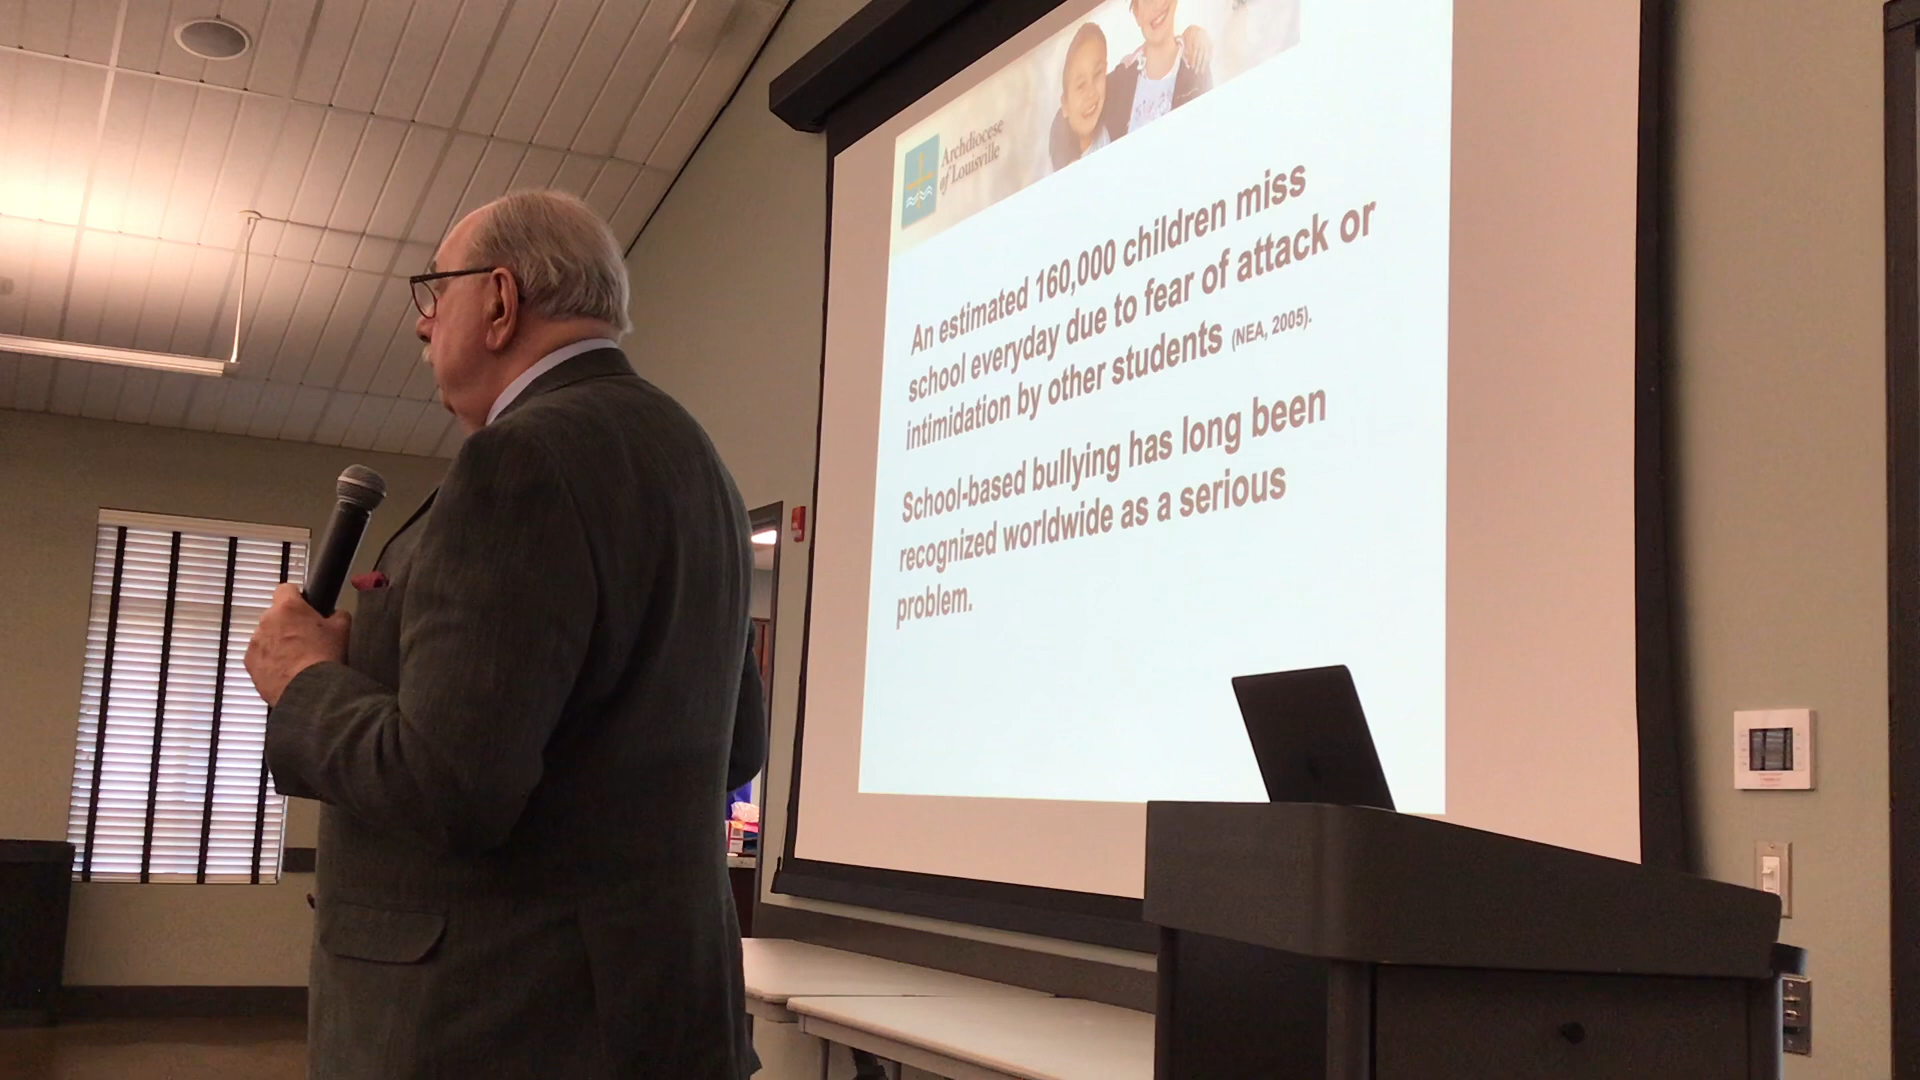 Archdiocese
of Louisville
An estimated 160,000 children miss
school everyday due to fear of attack or
intimidation by other students (NEA, 2005).
School-based bullying has long been
recognized worldwide as a serious
problem.